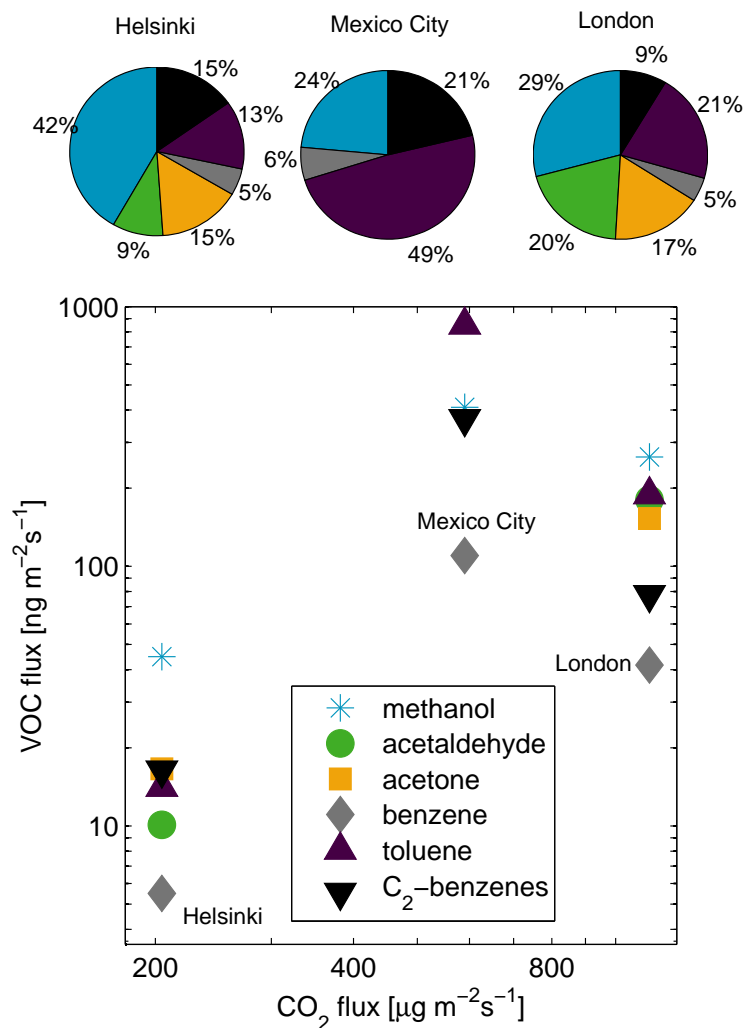 Helsinki
Mexico City
London
15%
13%
5%
15%
9%
42%
21%
49%
6%
24%
9%
21%
5%
17%
20%
29%
1000
100
10
VOC flux [ng m⁻²s⁻¹]
Mexico City
London
Helsinki
methanol
acetaldehyde
acetone
benzene
toluene
C₂−benzenes
200
400
800
CO₂ flux [μg m⁻²s⁻¹]